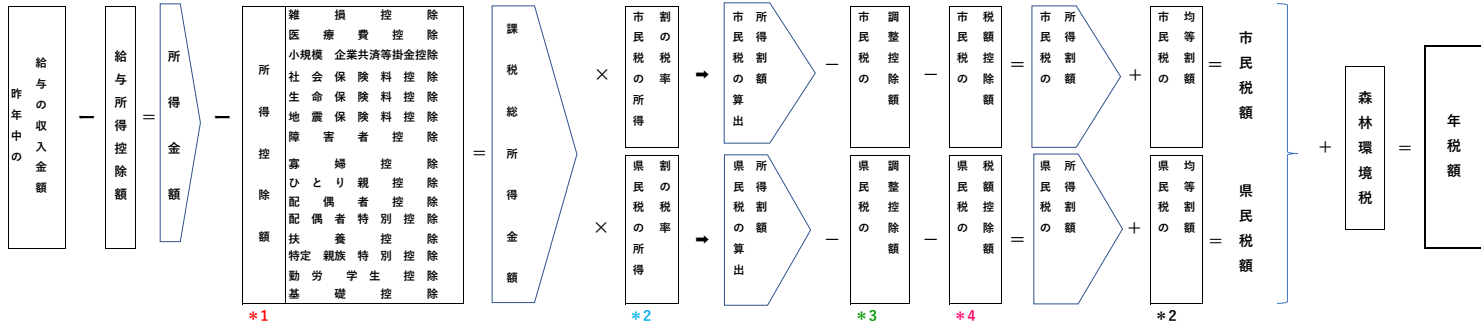 昨年中の
給与の収入金額
−
給与所得控除額
＝
所得金額
−
所得控除額
雑損控除
医療費控除
小規模企業共済等掛金控除
社会保険料控除
生命保険料控除
地震保険料控除
障害者控除
寡婦控除
ひとり親控除
配偶者控除
配偶者特別控除
扶養控除
特定親族特別控除
勤労学生控除
基礎控除
＊1
＝
課税総所得金額
×
市民税の所得
割の税率
➡
市民税の算出
所得割額
−
市民税の
調整控除額
−
市民税の
税額控除額
＝
市民税の
所得割額
＋
市民税の
均等割額
＝
市民税額
×
県民税の所得
割の税率
＊2
➡
県民税の算出
所得割額
−
県民税の
調整控除額
＊3
−
県民税の
税額控除額
＊4
＝
県民税の
所得割額
＋
県民税の
均等割額
＊2
＝
県民税額
＋
森林環境税
＝
年税額